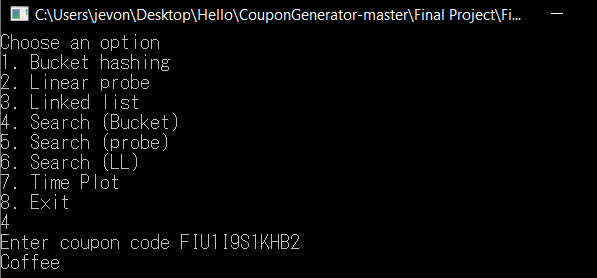 C:\Users\jevon\Desktop\Hello\CouponGenerator-master\Final Project\Fi...
Choose an option
1. Bucket hashing
2. Linear probe
3. Linked list
4. Search (Bucket)
5. Search (probe)
6. Search (LL)
7. Time Plot
8. Exit
4
Enter coupon code FIU1I9S1KHB2
Coffee